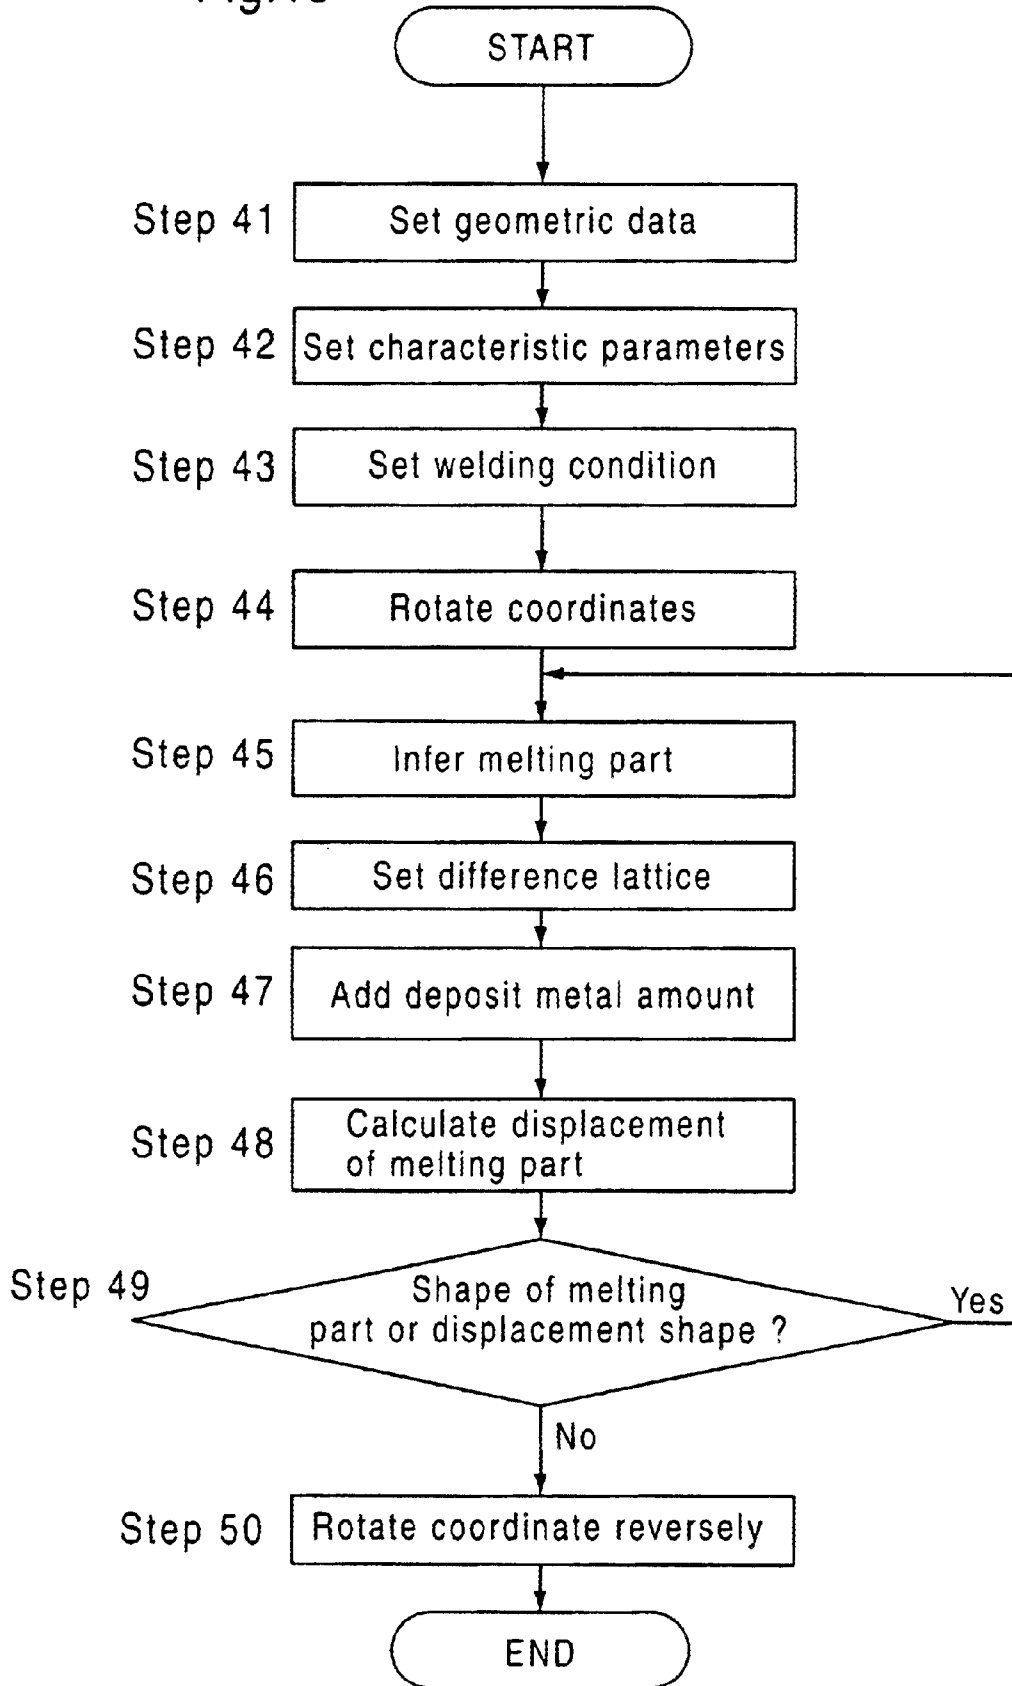 START
Step 41
Set geometric data
Step 42
Set characteristic parameters
Step 43
Set welding condition
Step 44
Rotate coordinates
Step 45
Infer melting part
Step 46
Set difference lattice
Step 47
Add deposit metal amount
Step 48
Calculate displacement
of melting part
Step 49
Shape of melting
part or displacement shape ?
Yes
No
Step 50
Rotate coordinate reversely
END